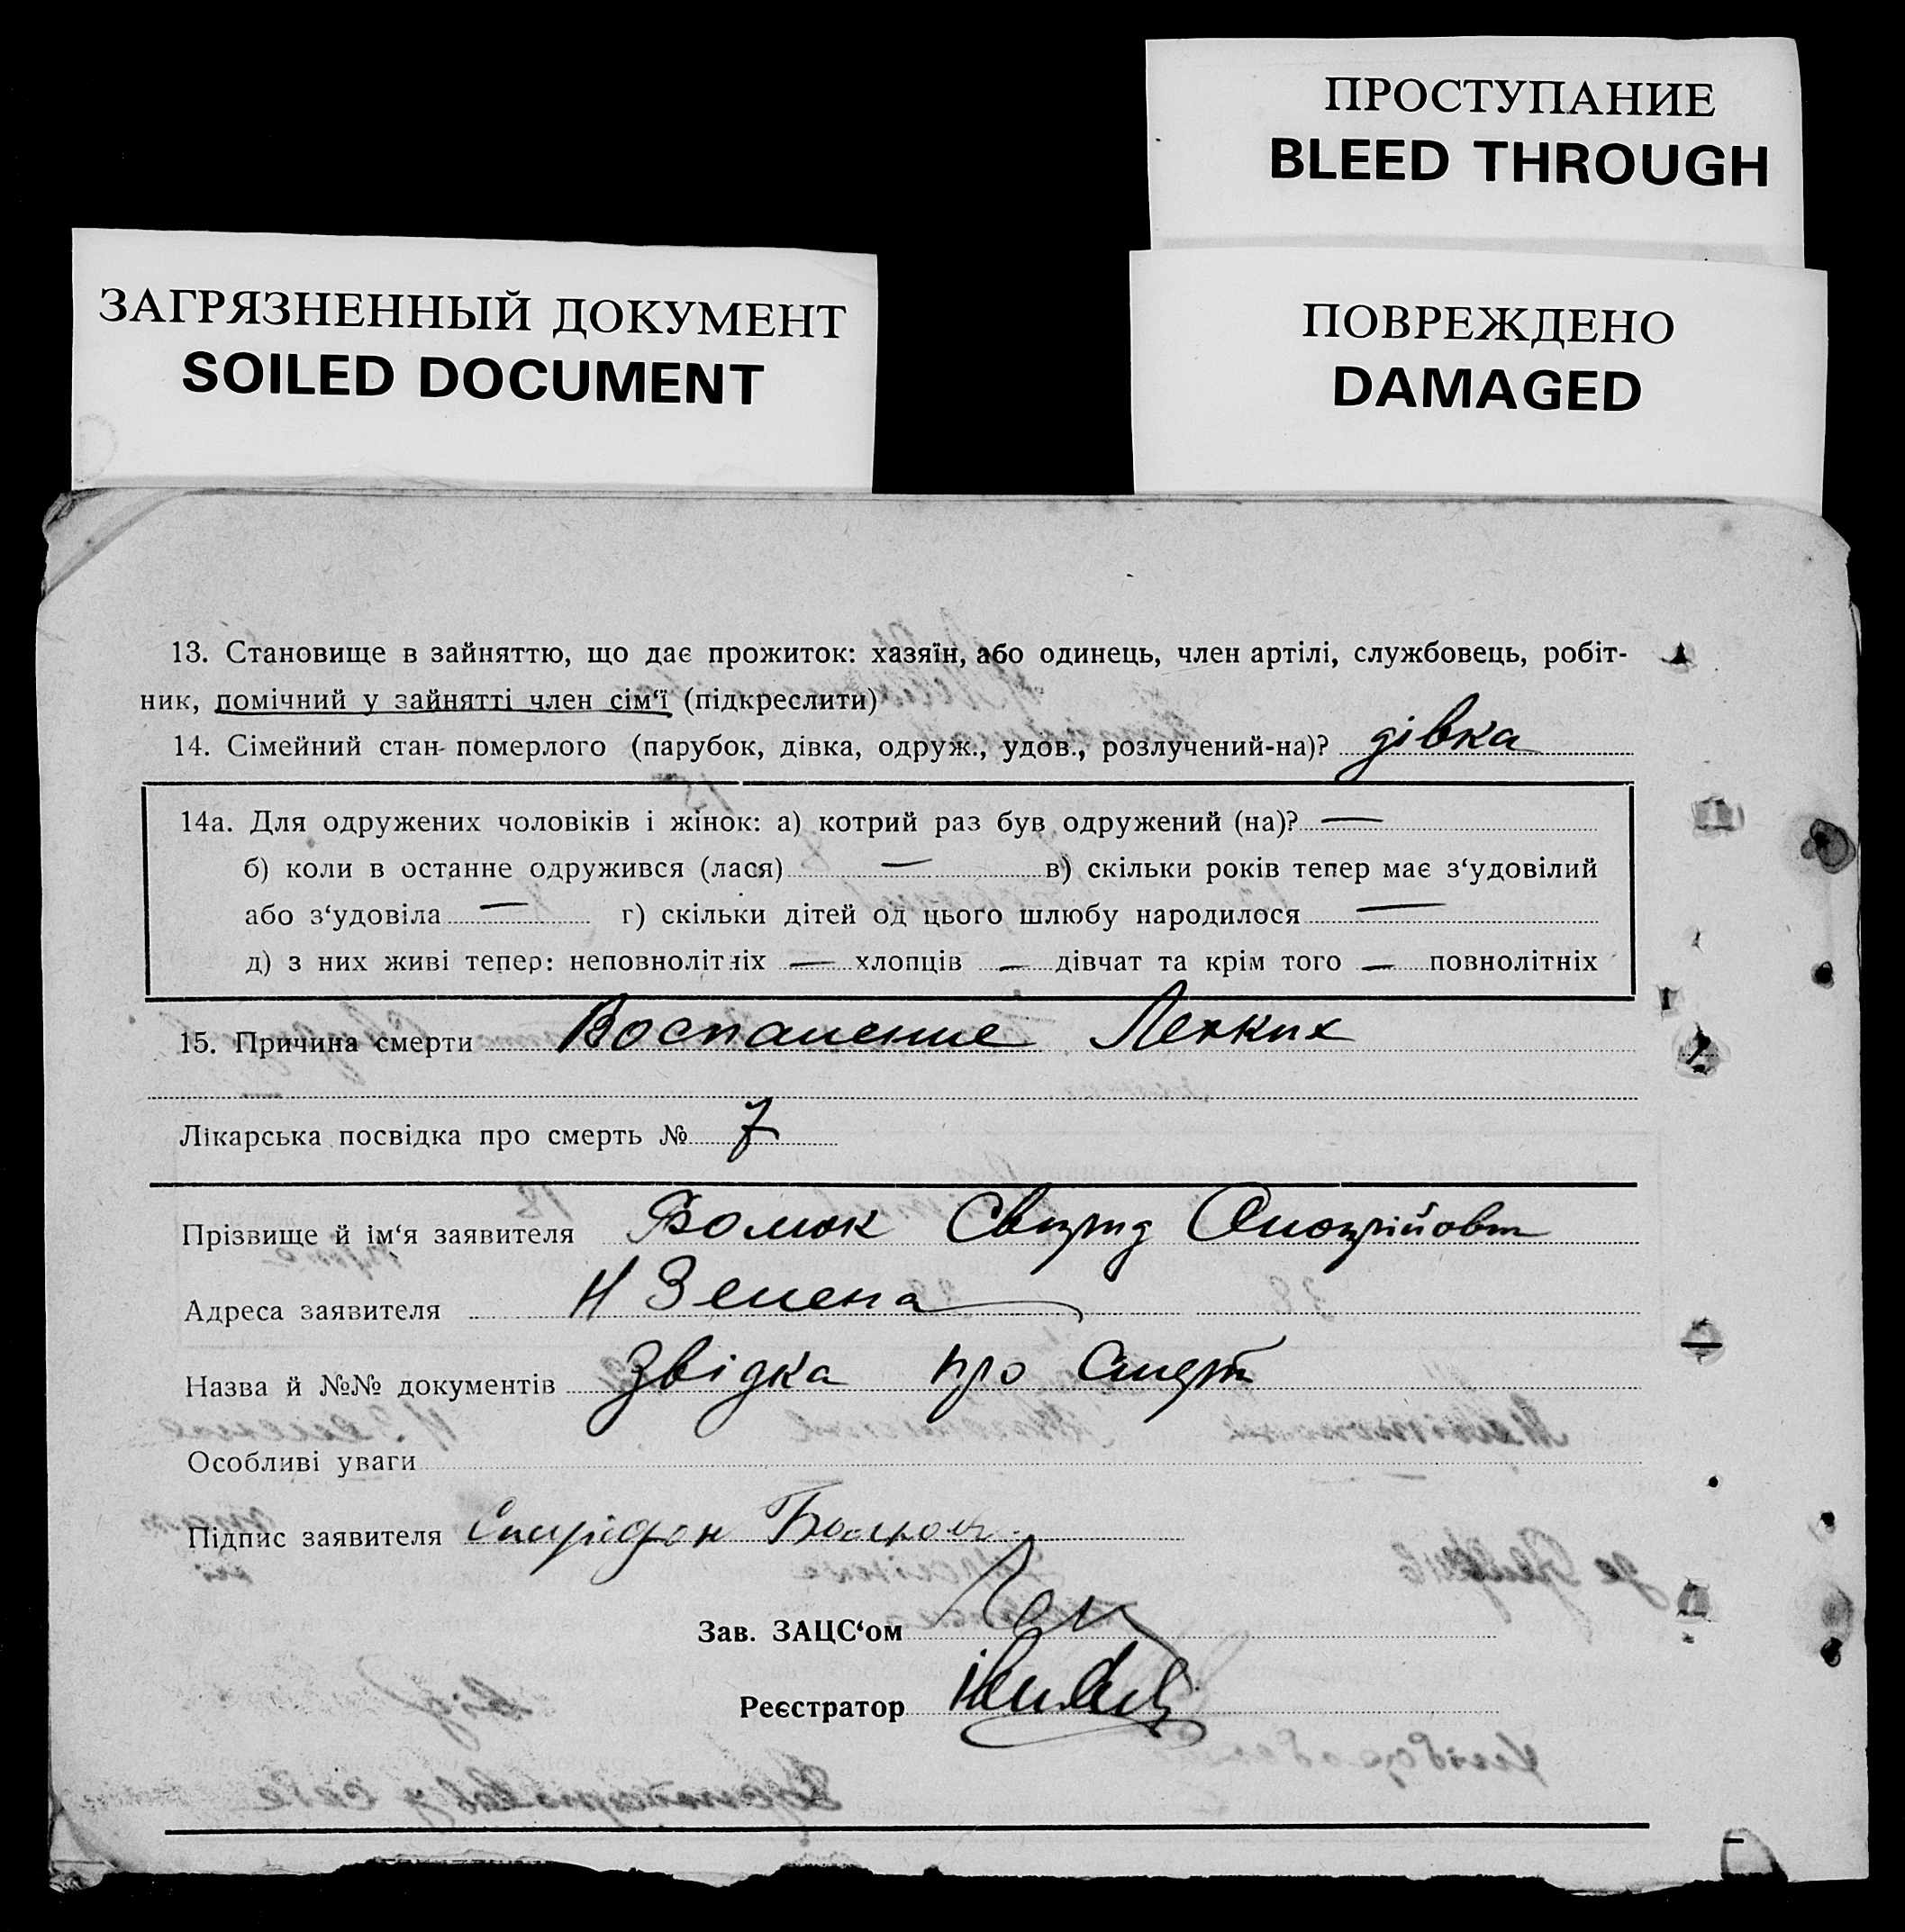 ПРОСТУПАНИЕ
BLEED THROUGH
ЗАГРЯЗНЕННЫЙ ДОКУМЕНТ
SOILED DOCUMENT
ПОВРЕЖДЕНО
DAMAGED
13. Становище в зайняттю, що дає прожиток: хазяїн, або одинець, член артілі, службовець, робіт-
ник, помічний у зайнятті член сім‘ї (підкреслити)
14. Сімейний стан померлого (парубок, дівка, одруж., удов., розлучений-на)? дівка
14а. Для одружених чоловіків і жінок: а) котрий раз був одружений (на)? —
б) коли в останне одружився (лася) — в) скільки років тепер має з‘удовілий
або з‘удовіла — г) скільки дітей од цього шлюбу народилося —
д) з них живі тепер: неповнолітніх — хлопців — дівчат та крім того — повнолітніх
15. Причина смерти Воспаление Легких
Лікарська посвідка про смерть № 7
Прізвище й ім‘я заявителя Свирид
Адреса заявителя Н Зелена
Назва й №№ документів Звідка про Смерт
Особливі уваги
Підпис заявителя
Зав. ЗАЦС‘ом
Реєстратор